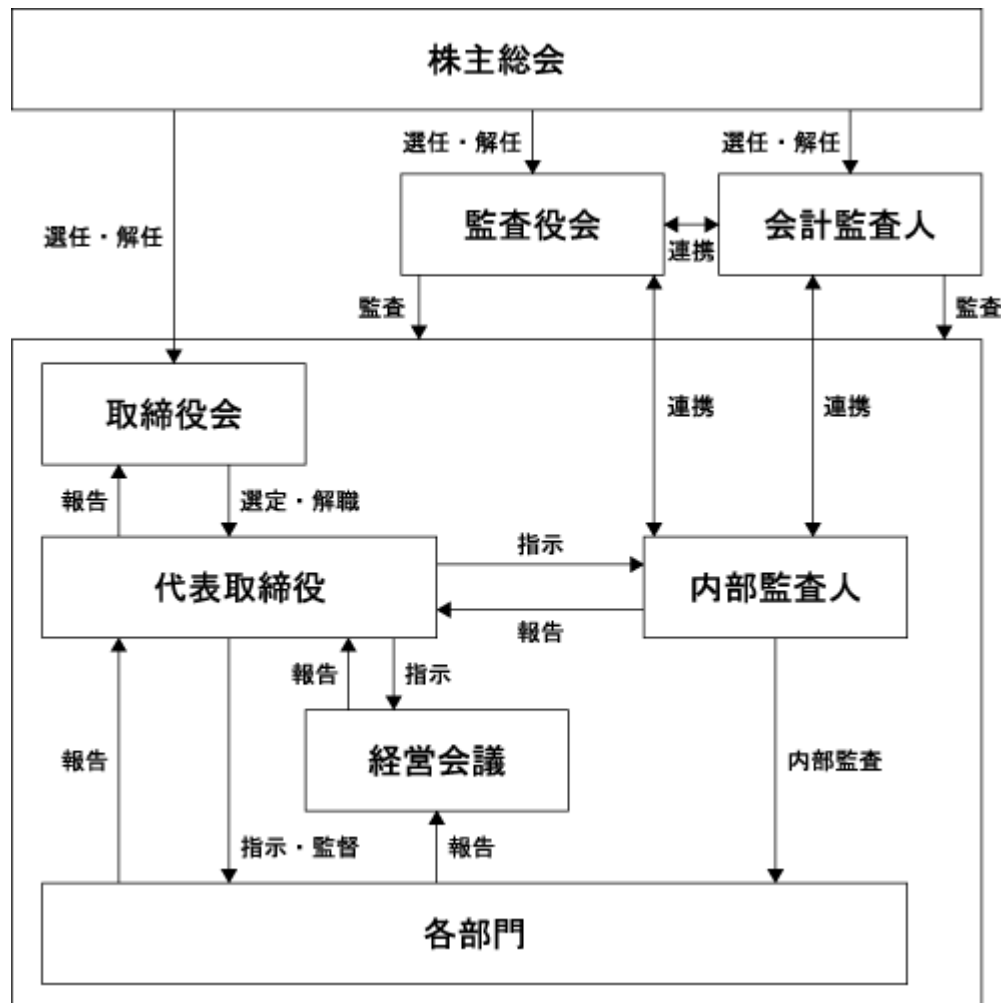 株主総会
選任・解任
選任・解任
選任・解任
監査役会
連携
会計監査人
監査
監査
取締役会
連携
連携
報告
選定・解職
代表取締役
指示
報告
内部監査人
報告
指示
経営会議
報告
内部監査
指示・監督
報告
各部門